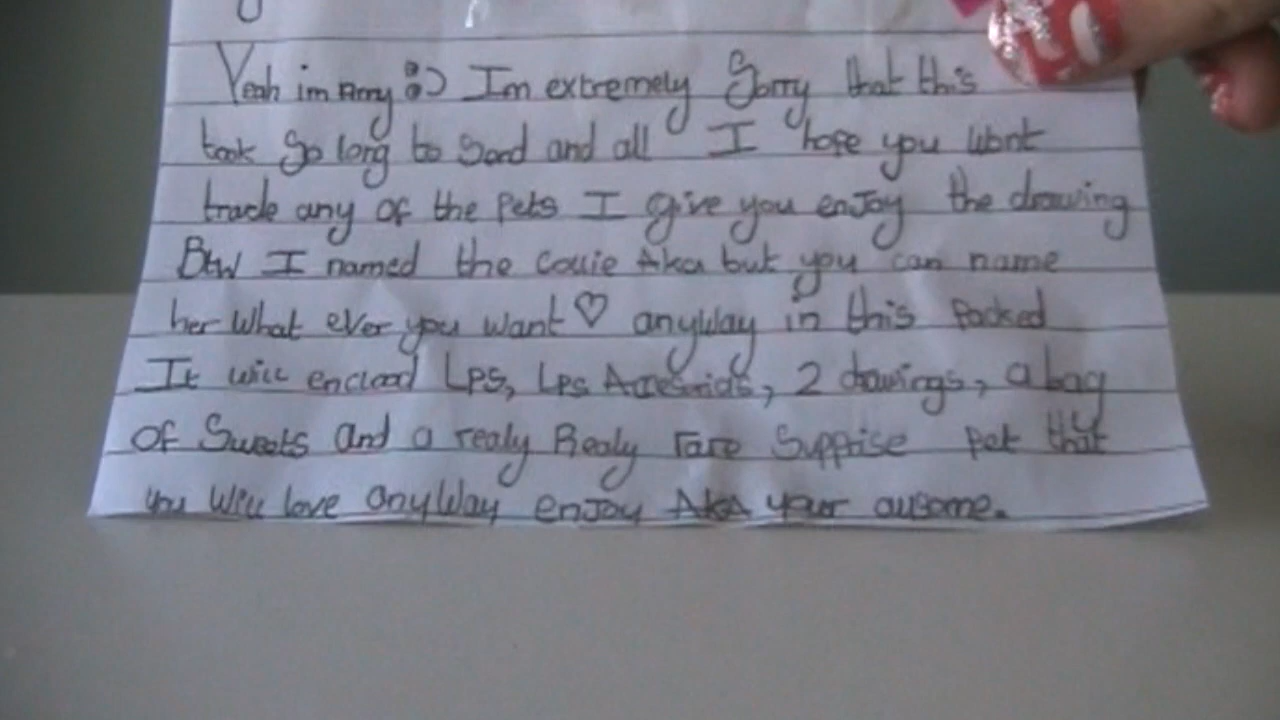 Yeah im Amy :) Im extremely Sorry that this
took So long to Send and all I hope you wont
trade any of the Pets I give you enJoy the drawing
Btw I named the Collie Aka but you can name
her What ever you want♡ anyWay in this Packed
It will enclood Lps, Lps Accesories, 2 drawings, a bag
OF Sweets and a realy Realy rare Supprise Pet that
you Will love anyWay enJoy AkA your ausome.